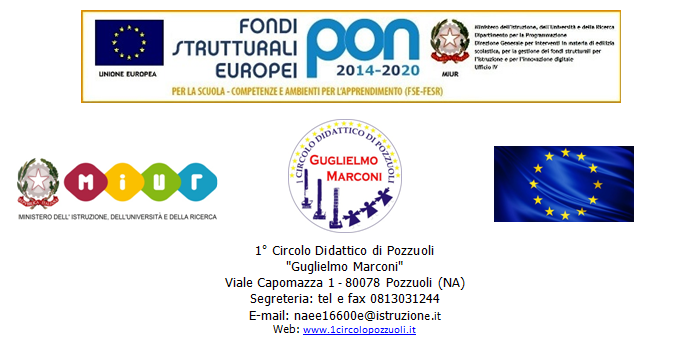 FONDI
STRUTTURALI
EUROPEI
pon
2014-2020
UNIONE EUROPEA
MIUR
Ministero dell'Istruzione, dell'Università e della Ricerca
Dipartimento per la Programmazione
Direzione Generale per interventi in materia di edilizia
scolastica, per la gestione dei fondi strutturali per
l'istruzione e per l'innovazione digitale
Ufficio IV
PER LA SCUOLA - COMPETENZE E AMBIENTI PER L'APPRENDIMENTO (FSE-FESR)
miur
MINISTERO DELL' ISTRUZIONE, DELL'UNIVERSITÀ E DELLA RICERCA
1 CIRCOLO DIDATTICO DI POZZUOLI
GUGLIELMO
MARCONI
1° Circolo Didattico di Pozzuoli
"Guglielmo Marconi"
Viale Capomazza 1 - 80078 Pozzuoli (NA)
Segreteria: tel e fax 0813031244
E-mail: naee16600e@istruzione.it
Web: www.1circolopozzuoli.it